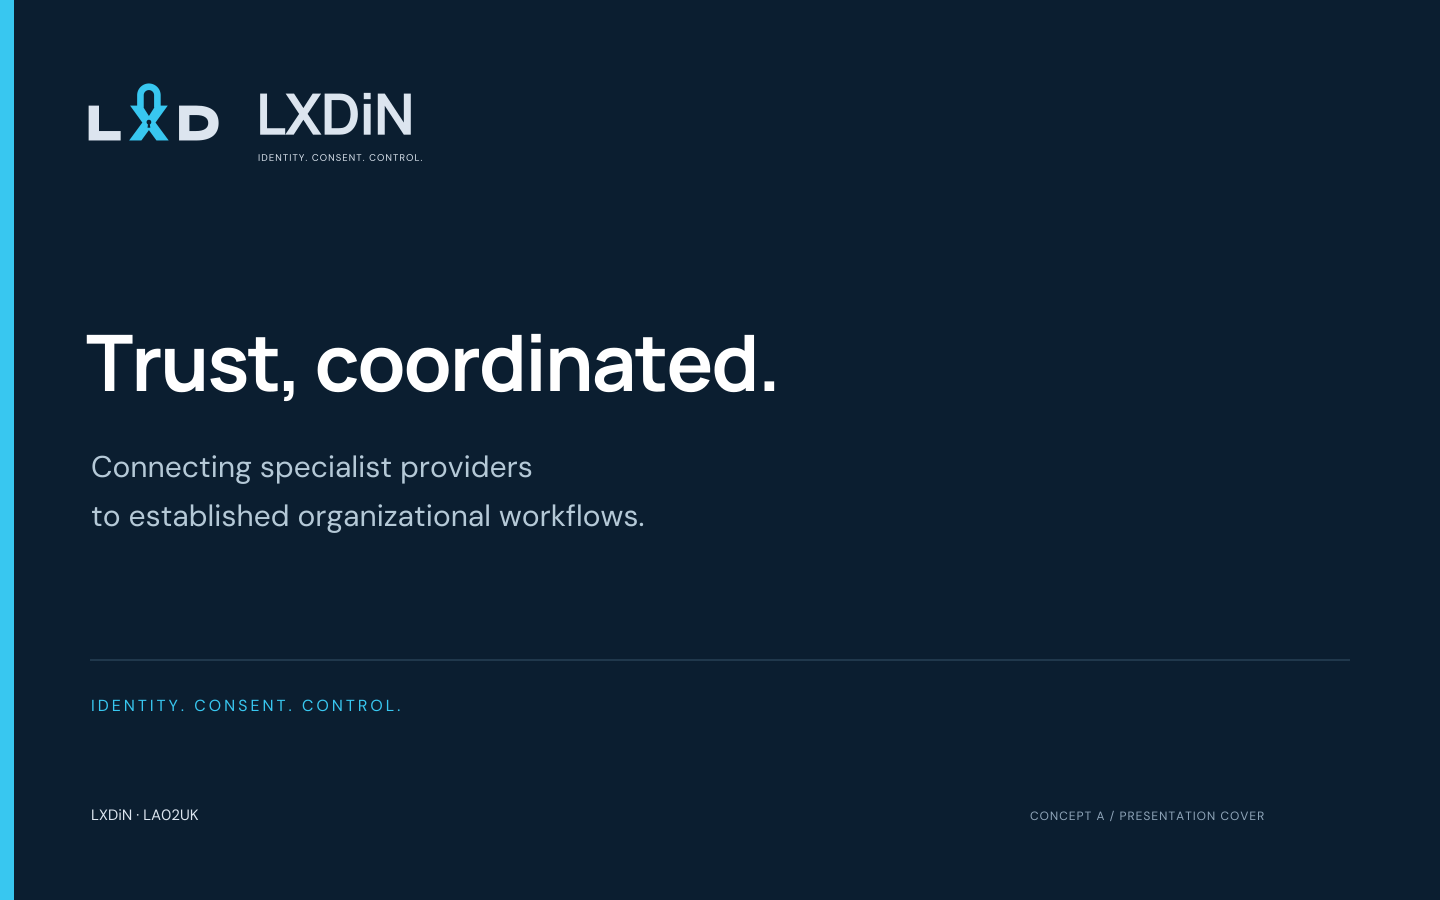 LXD
LXDiN
IDENTITY. CONSENT. CONTROL.
Trust, coordinated.
Connecting specialist providers
to established organizational workflows.
IDENTITY. CONSENT. CONTROL.
LXDiN · LAO2UK
CONCEPT A / PRESENTATION COVER